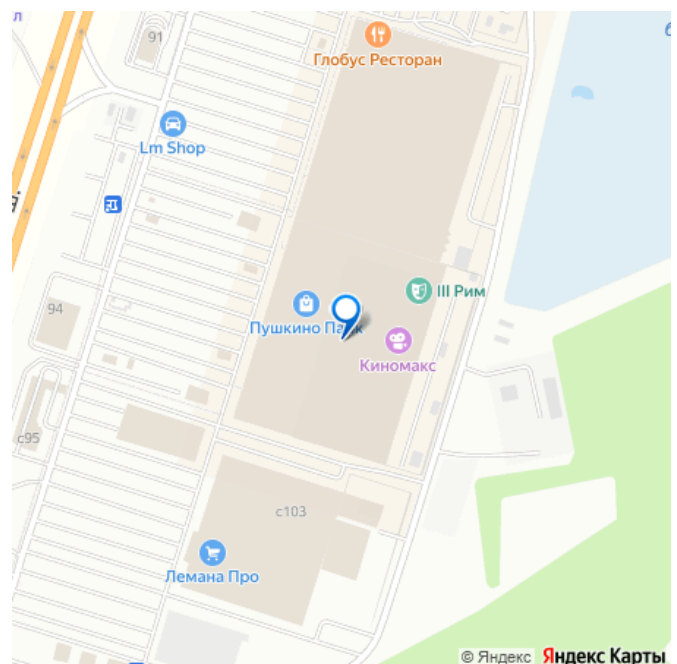 л
91
Глобус Ресторан
Lm Shop
III Рим
Пушкино Парк
Киномакс
94
с95
с103
Лемана Про
© Яндекс Яндекс Карты